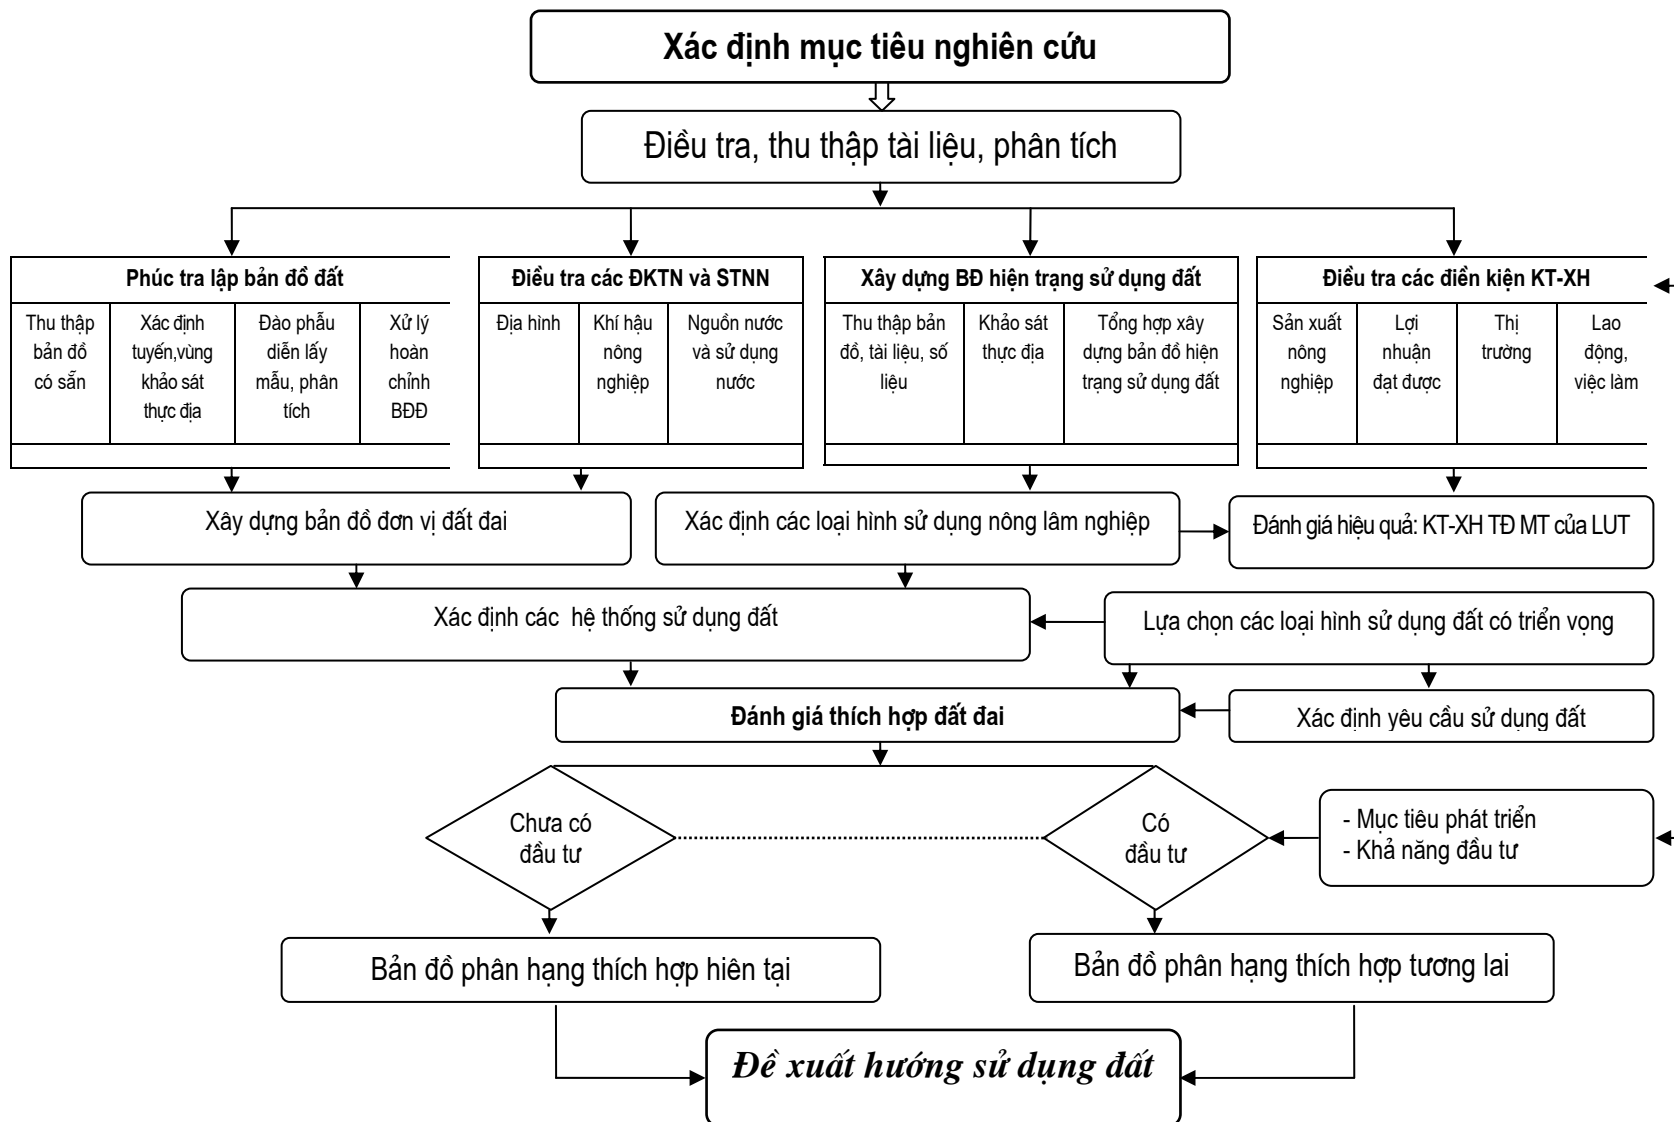 Xác định mục tiêu nghiên cứu
Điều tra, thu thập tài liệu, phân tích
Phúc tra lập bản đồ đất
Thu thập
bản đồ
có sẵn
Xác định
tuyến,vùng
khảo sát
thực địa
Đào phẫu
diễn lấy
mẫu, phân
tích
Xử lý
hoàn
chỉnh
BĐĐ
Điều tra các ĐKTN và STNN
Địa hình
Khí hậu
nông
nghiệp
Nguồn nước
và sử dụng
nước
Xây dựng BĐ hiện trạng sử dụng đất
Thu thập bản
đồ, tài liệu, số
liệu
Khảo sát
thực địa
Tổng hợp xây
dựng bản đồ hiện
trạng sử dụng đất
Điều tra các điền kiện KT-XH
Sản xuất
nông
nghiệp
Lợi
nhuận
đạt được
Thị
trường
Lao
động,
việc làm
Xây dựng bản đồ đơn vị đất đai
Xác định các loại hình sử dụng nông lâm nghiệp
Đánh giá hiệu quả: KT-XH TĐ MT của LUT
Xác định các hệ thống sử dụng đất
Lựa chọn các loại hình sử dụng đất có triển vọng
Đánh giá thích hợp đất đai
Xác định yêu cầu sử dụng đất
Chưa có
đầu tư
Có
đầu tư
- Mục tiêu phát triển
- Khả năng đầu tư
Bản đồ phân hạng thích hợp hiên tại
Bản đồ phân hạng thích hợp tương lai
Đề xuất hướng sử dụng đất